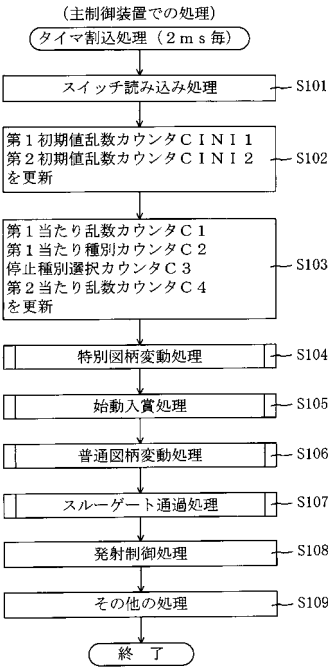 （主制御装置での処理）
タイマ割込処理（２ｍｓ毎）
スイッチ読み込み処理
S101
第１初期値乱数カウンタＣＩＮＩ１
第２初期値乱数カウンタＣＩＮＩ２
を更新
S102
第１当たり乱数カウンタＣ１
第１当たり種別カウンタＣ２
停止種別選択カウンタＣ３
第２当たり乱数カウンタＣ４
を更新
S103
特別図柄変動処理
S104
始動入賞処理
S105
普通図柄変動処理
S106
スルーゲート通過処理
S107
発射制御処理
S108
その他の処理
S109
終 了